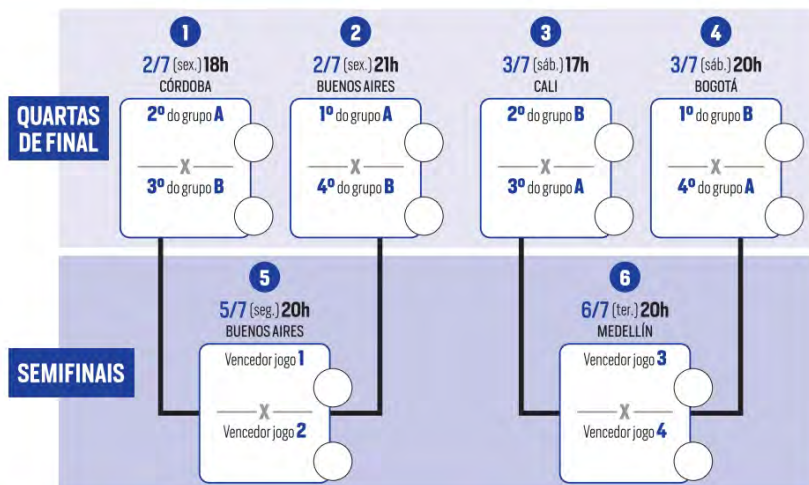 1
2/7 (sex.) 18h
CÓRDOBA
2º do grupo A
X
3º do grupo B
2
2/7 (sex.) 21h
BUENOS AIRES
1º do grupo A
X
4º do grupo B
3
3/7 (sáb.) 17h
CALI
2º do grupo B
X
3º do grupo A
4
3/7 (sáb.) 20h
BOGOTÁ
1º do grupo B
X
4º do grupo A
QUARTAS
DE FINAL
5
5/7 (seg.) 20h
BUENOS AIRES
Vencedor jogo 1
X
Vencedor jogo 2
6
6/7 (ter.) 20h
MEDELLÍN
Vencedor jogo 3
X
Vencedor jogo 4
SEMIFINAIS